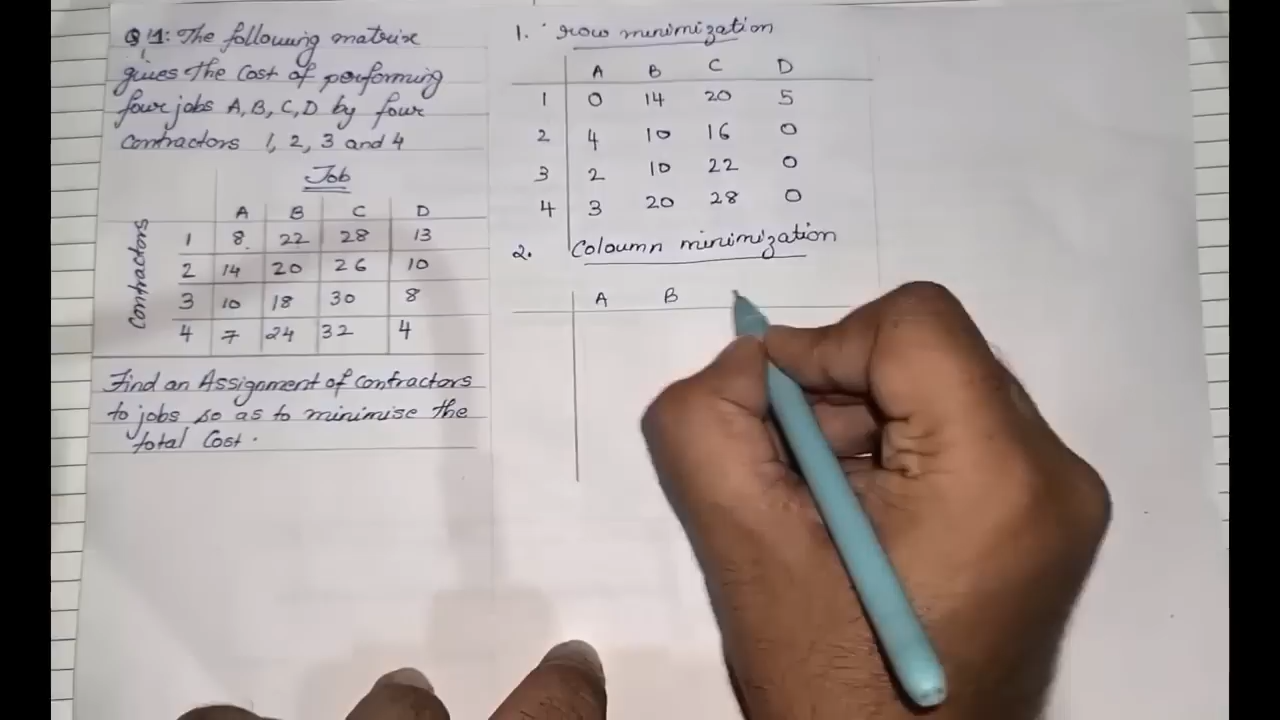 Q 1: The following matrix
gives the cost of performing
four jobs A, B, C, D by four
contractors 1, 2, 3 and 4
Job
A B C D
Contractors
1 8 22 28 13
2 14 20 26 10
3 10 18 30 8
4 7 24 32 4
Find an Assignment of contractors
to jobs so as to minimise the
total cost.
1. row minimization
A B C D
1 0 14 20 5
2 4 10 16 0
3 2 10 22 0
4 3 20 28 0
2. Coloumn minimization
A B